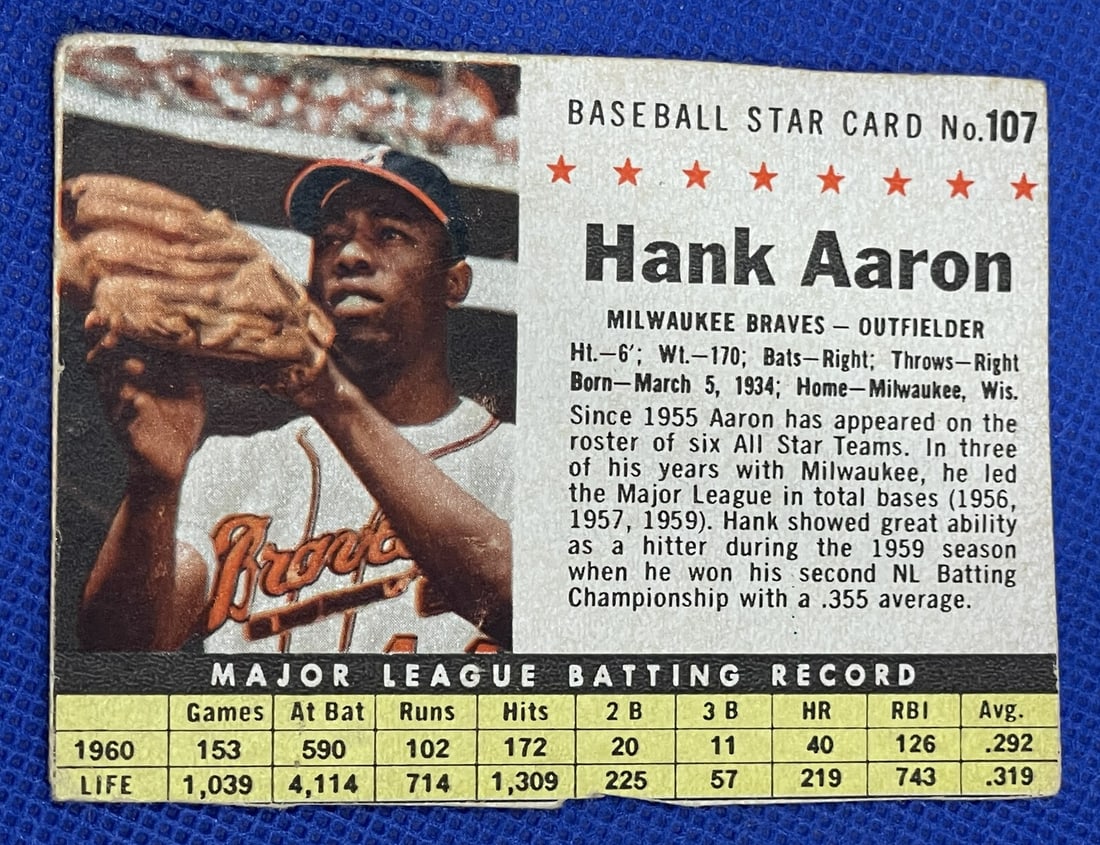 BASEBALL STAR CARD No.107
Hank Aaron
MILWAUKEE BRAVES – OUTFIELDER
Ht.–6'; Wt.–170; Bats–Right; Throws–Right
Born–March 5, 1934; Home–Milwaukee, Wis.
Since 1955 Aaron has appeared on the
roster of six All Star Teams. In three
of his years with Milwaukee, he led
the Major League in total bases (1956,
1957, 1959). Hank showed great ability
as a hitter during the 1959 season
when he won his second NL Batting
Championship with a .355 average.
Braves
MAJOR LEAGUE BATTING RECORD
Games At Bat Runs Hits 2 B 3 B HR RBI Avg.
1960 153 590 102 172 20 11 40 126 .292
LIFE 1,039 4,114 714 1,309 225 57 219 743 .319